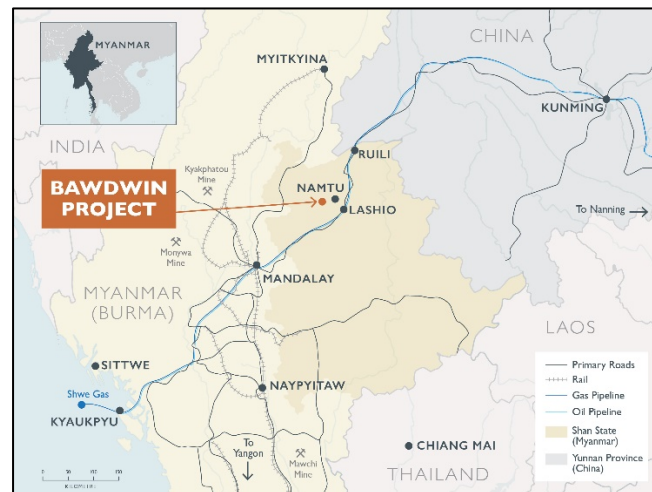 MYANMAR
CHINA
MYITKYINA
KUNMING
INDIA
RUILI
Kyakphatou
Mine
NAMTU
BAWDWIN
PROJECT
LASHIO
To
Nanning
Monywa
Mine
MANDALAY
MYANMAR
(BURMA)
LAOS
SITTWE
Primary Roads
Rail
Gas Pipeline
Oil Pipeline
Shan State
(Myanmar)
Yunnan Province
(China)
Shwe Gas
NAYPYITAW
KYAUKPYU
To
Yangon
Mawchi
Mine
CHIANG MAI
THAILAND